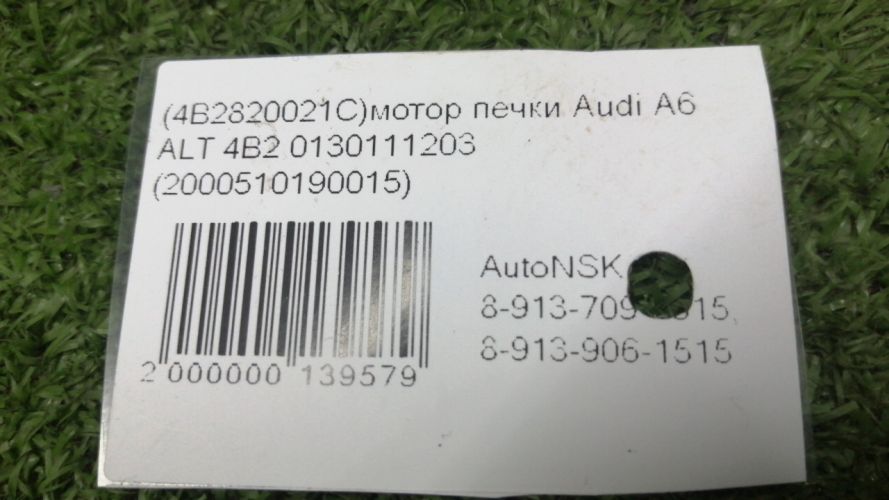 (4B2820021C)мотор печки Audi A6
ALT 4B2 0130111203
(2000510190015)
AutoNSK
8-913-906-1515
2 000000 139579